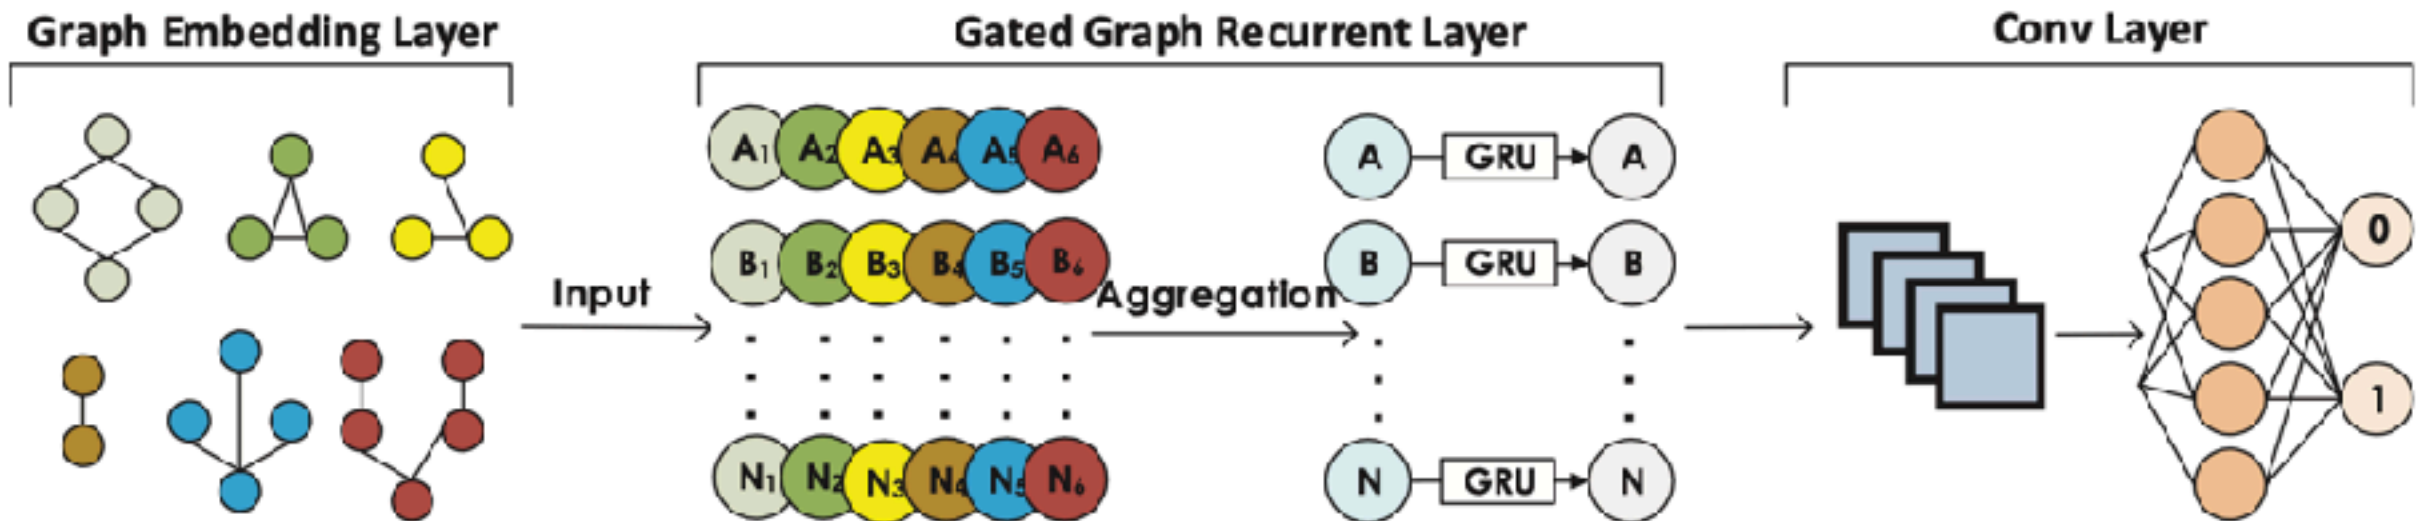 Graph Embedding Layer
Gated Graph Recurrent Layer
Conv Layer
A1 A2 A3 A4 A5 A6
A GRU A
B1 B2 B3 B4 B5 B6
B GRU B
Input
Aggregation
N1 N2 N3 N4 N5 N6
N GRU N
0
1